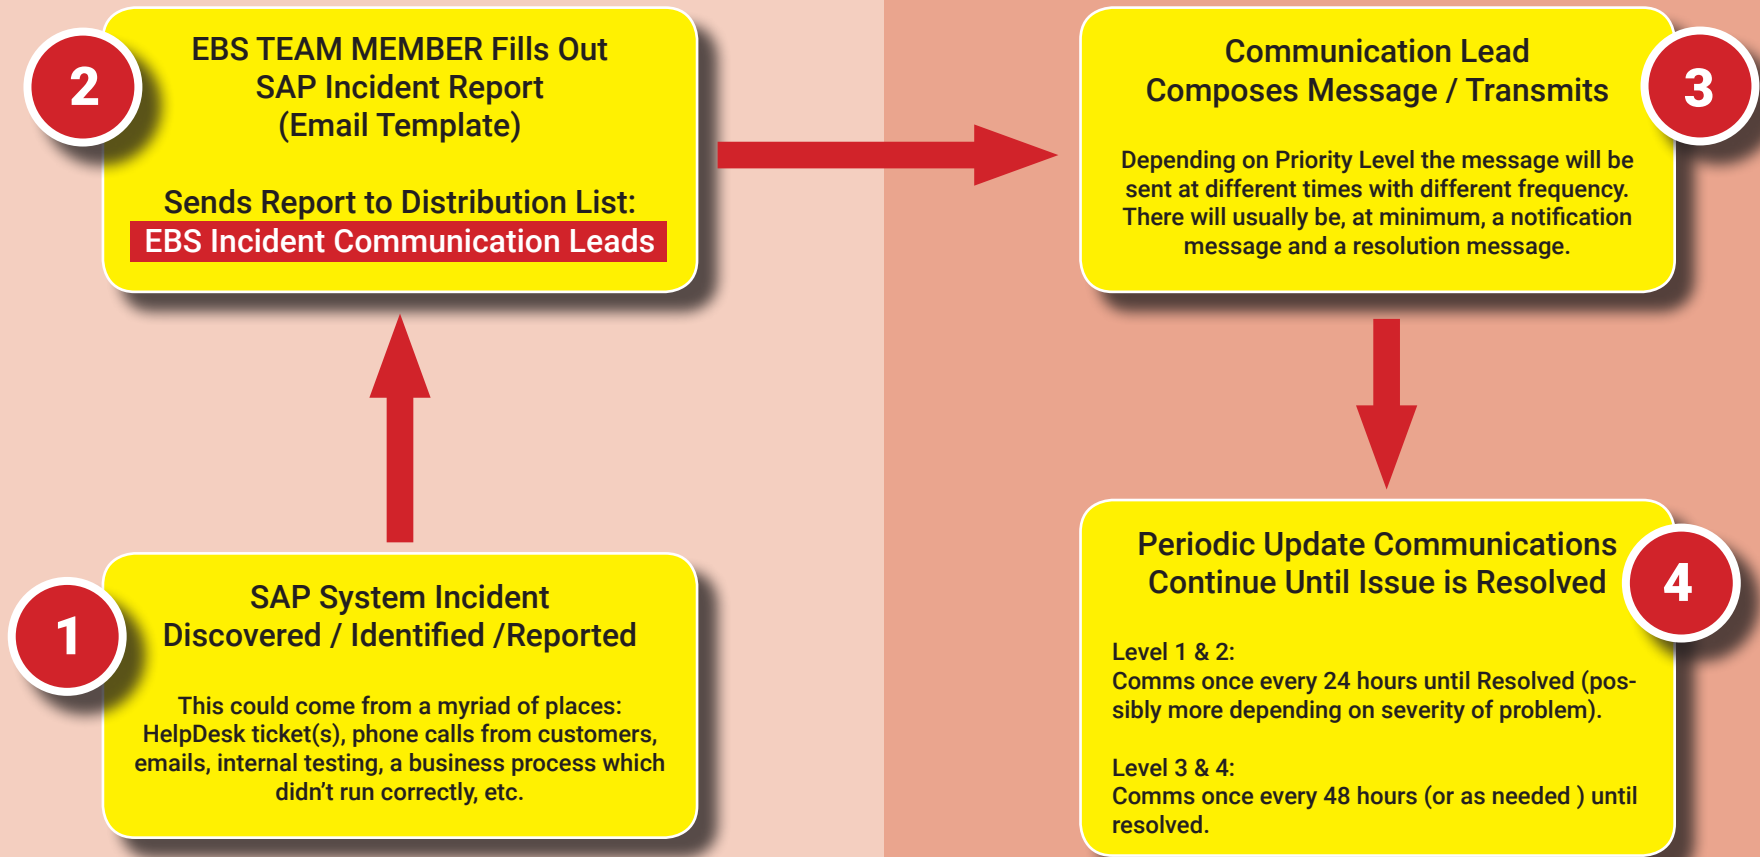 2
EBS TEAM MEMBER Fills Out
SAP Incident Report
(Email Template)
Sends Report to Distribution List:
EBS Incident Communication Leads
Communication Lead
Composes Message / Transmits
3
Depending on Priority Level the message will be
sent at different times with different frequency.
There will usually be, at minimum, a notification
message and a resolution message.
1
SAP System Incident
Discovered / Identified /Reported
This could come from a myriad of places:
HelpDesk ticket(s), phone calls from customers,
emails, internal testing, a business process which
didn't run correctly, etc.
Periodic Update Communications
Continue Until Issue is Resolved
4
Level 1 & 2:
Comms once every 24 hours until Resolved (pos-
sibly more depending on severity of problem).
Level 3 & 4:
Comms once every 48 hours (or as needed ) until
resolved.